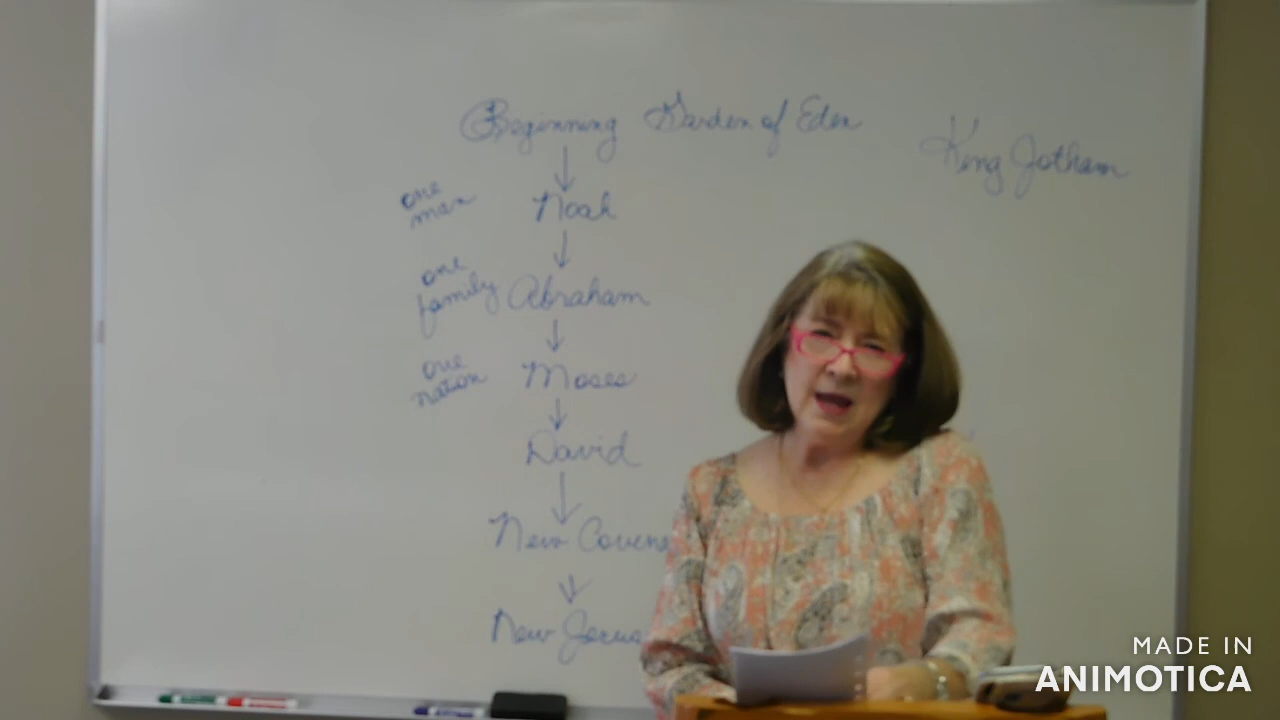 Beginning Garden of Eden
King Jotham
one
man
Noah
one
family
Abraham
one
nation
Moses
David
New Covena
New Jerusa
MADE IN
ANIMOTICA